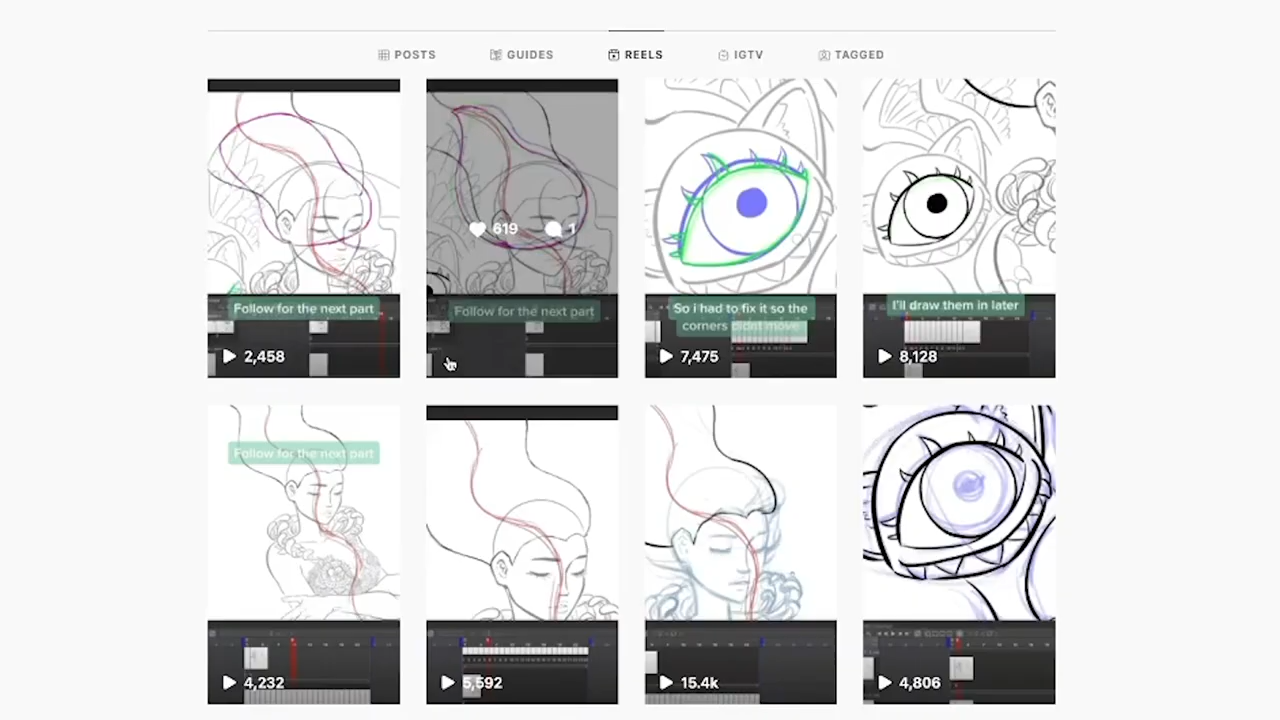 POSTS GUIDES REELS IGTV TAGGED
Follow for the next part
2,458
619 1
Follow for the next part
So i had to fix it so the
corners didnt move
7,475
I'll draw them in later
8,128
Follow for the next part
4,232
5,592
15.4k
4,806